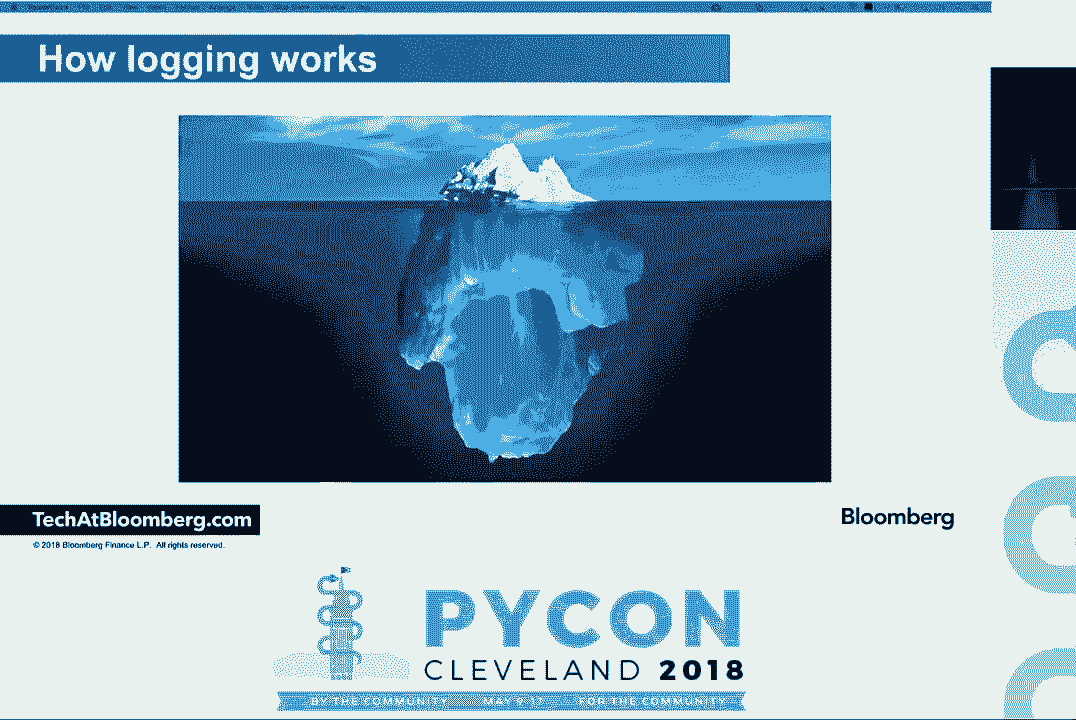 How logging works
TechAtBloomberg.com
Bloomberg
© 2018 Bloomberg Finance L.P. All rights reserved.
PYCON
CLEVELAND 2018
BY THE COMMUNITY MAY 9-17 FOR THE COMMUNITY